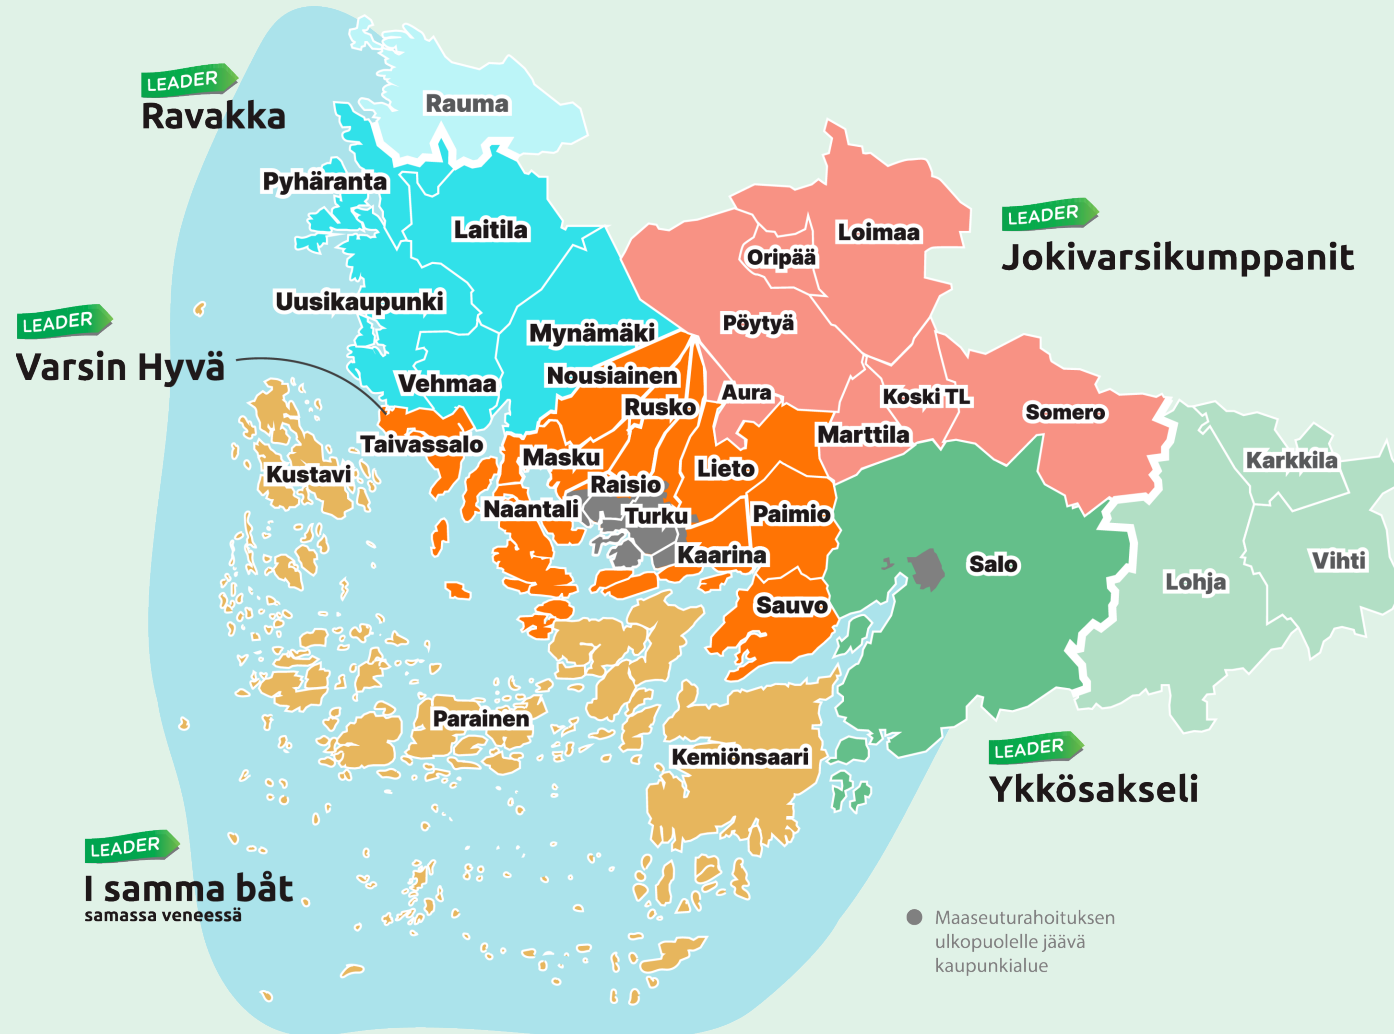 Rauma
LEADER
Ravakka
Pyhäranta
Laitila
LEADER
Jokivarsikumppanit
Loimaa
Oripää
Uusikaupunki
LEADER
Varsin Hyvä
Mynämäki
Pöytyä
Vehmaa
Nousiainen
Aura
Koski TL
Rusko
Somero
Taivassalo
Marttila
Masku
Lieto
Karkkila
Kustavi
Raisio
Naantali
Turku
Paimio
Kaarina
Salo
Vihti
Lohja
Sauvo
Parainen
Kemiönsaari
LEADER
Ykkösakseli
LEADER
I samma båt
samassa veneessä
Maaseuturahoituksen
ulkopuolelle jäävä
kaupunkialue